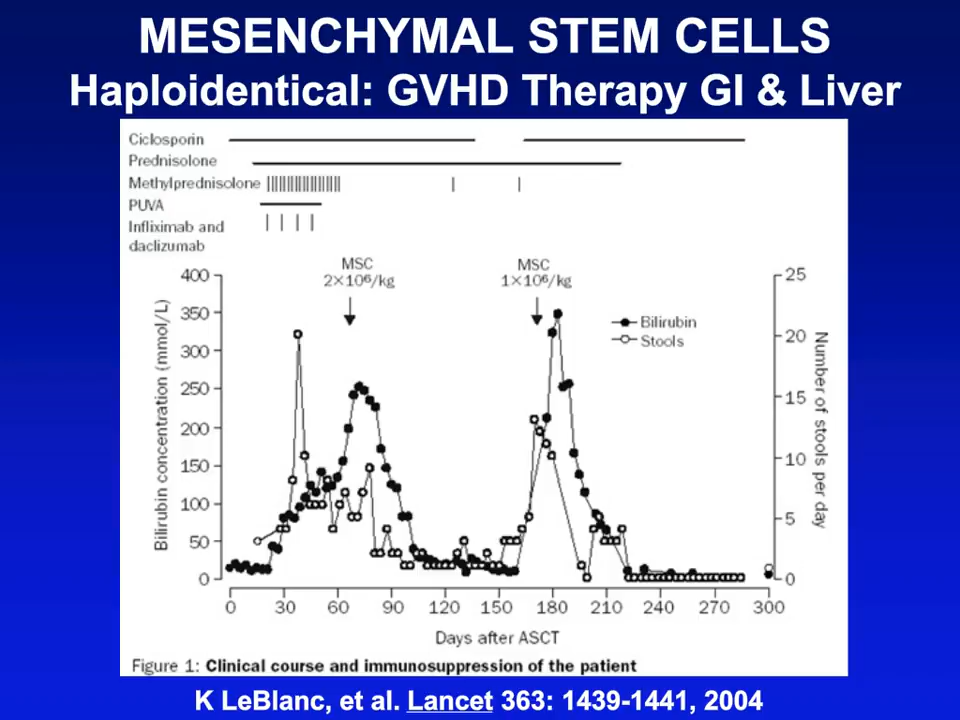 MESENCHYMAL STEM CELLS
Haploidentical: GVHD Therapy GI & Liver
Ciclosporin
Prednisolone
Methylprednisolone
PUVA
Infliximab and
daclizumab
MSC
2×10⁶/kg
MSC
1×10⁶/kg
Bilirubin
Stools
Bilirubin concentration (mmol/L)
400
350
300
250
200
150
100
50
0
Number of stools per day
25
20
15
10
5
0
0 30 60 90 120 150 180 210 240 270 300
Days after ASCT
Figure 1: Clinical course and immunosuppression of the patient
K LeBlanc, et al. Lancet 363: 1439-1441, 2004